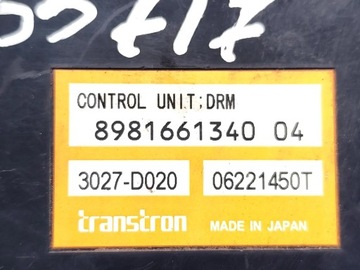 CONTROL UNIT;DRM
8981661340 04
3027-D020 06221450T
transtron MADE IN JAPAN